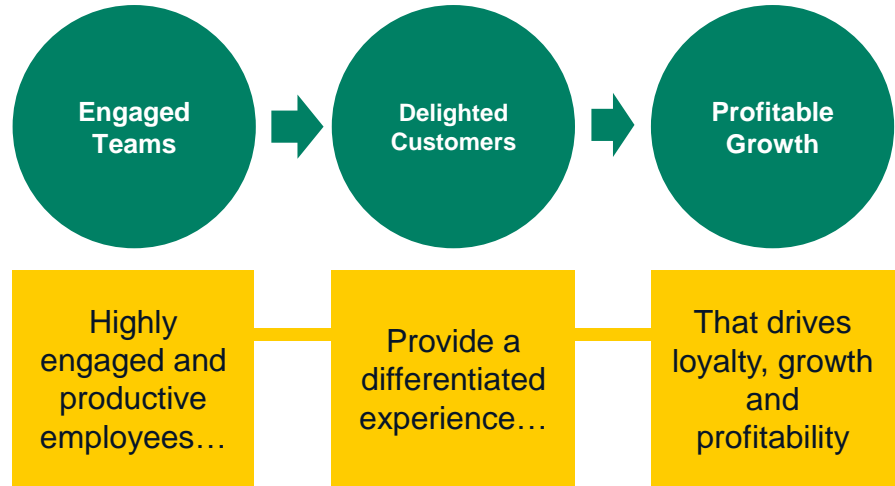 Engaged
Teams
Delighted
Customers
Profitable
Growth
Highly
engaged and
productive
employees…
Provide a
differentiated
experience…
That drives
loyalty, growth
and
profitability